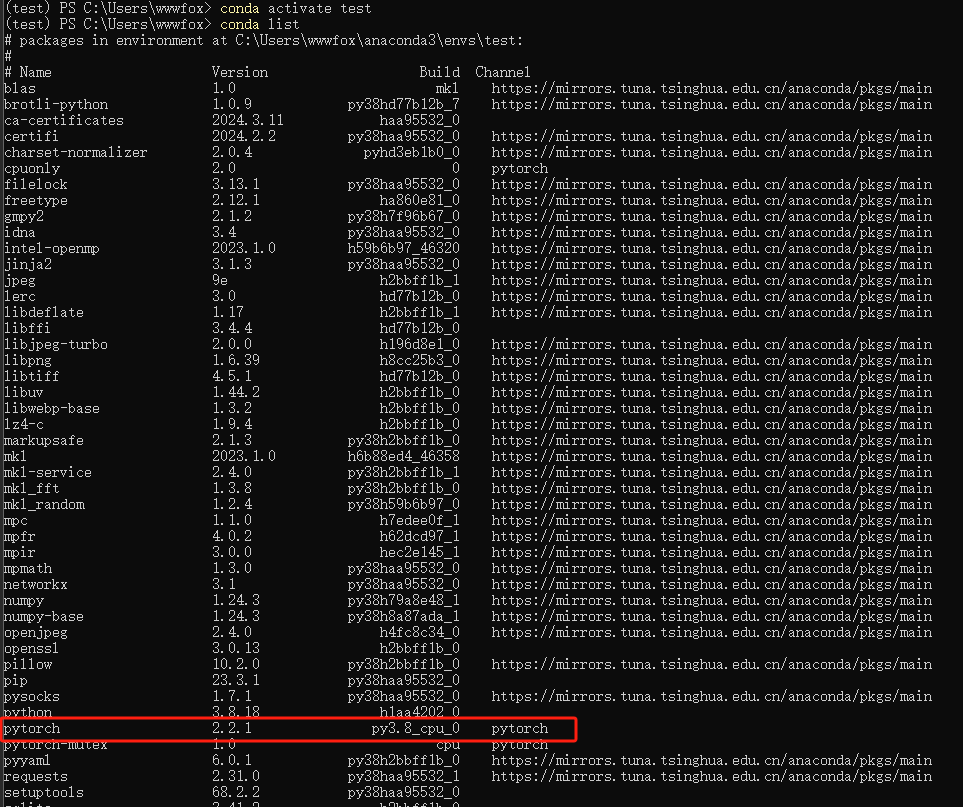 (test) PS C:\Users\wwwfox> conda activate test
(test) PS C:\Users\wwwfox> conda list
# packages in environment at C:\Users\wwwfox\anaconda3\envs\test:
#
# Name Version Build Channel
blas 1.0 mkl https://mirrors.tuna.tsinghua.edu.cn/anaconda/pkgs/main
brotli-python 1.0.9 py38hd77b12b_7 https://mirrors.tuna.tsinghua.edu.cn/anaconda/pkgs/main
ca-certificates 2024.3.11 haa95532_0
certifi 2024.2.2 py38haa95532_0 https://mirrors.tuna.tsinghua.edu.cn/anaconda/pkgs/main
charset-normalizer 2.0.4 pyhd3eb1b0_0 https://mirrors.tuna.tsinghua.edu.cn/anaconda/pkgs/main
cpuonly 2.0 0 pytorch
filelock 3.13.1 py38haa95532_0 https://mirrors.tuna.tsinghua.edu.cn/anaconda/pkgs/main
freetype 2.12.1 ha860e81_0 https://mirrors.tuna.tsinghua.edu.cn/anaconda/pkgs/main
gmpy2 2.1.2 py38h7f96b67_0 https://mirrors.tuna.tsinghua.edu.cn/anaconda/pkgs/main
idna 3.4 py38haa95532_0 https://mirrors.tuna.tsinghua.edu.cn/anaconda/pkgs/main
intel-openmp 2023.1.0 h59b6b97_46320 https://mirrors.tuna.tsinghua.edu.cn/anaconda/pkgs/main
jinja2 3.1.3 py38haa95532_0 https://mirrors.tuna.tsinghua.edu.cn/anaconda/pkgs/main
jpeg 9e h2bbff1b_1 https://mirrors.tuna.tsinghua.edu.cn/anaconda/pkgs/main
lerc 3.0 hd77b12b_0 https://mirrors.tuna.tsinghua.edu.cn/anaconda/pkgs/main
libdeflate 1.17 h2bbff1b_1 https://mirrors.tuna.tsinghua.edu.cn/anaconda/pkgs/main
libffi 3.4.4 hd77b12b_0
libjpeg-turbo 2.0.0 h196d8e1_0 https://mirrors.tuna.tsinghua.edu.cn/anaconda/pkgs/main
libpng 1.6.39 h8cc25b3_0 https://mirrors.tuna.tsinghua.edu.cn/anaconda/pkgs/main
libtiff 4.5.1 hd77b12b_0 https://mirrors.tuna.tsinghua.edu.cn/anaconda/pkgs/main
libuv 1.44.2 h2bbff1b_0 https://mirrors.tuna.tsinghua.edu.cn/anaconda/pkgs/main
libwebp-base 1.3.2 h2bbff1b_0 https://mirrors.tuna.tsinghua.edu.cn/anaconda/pkgs/main
lz4-c 1.9.4 h2bbff1b_0 https://mirrors.tuna.tsinghua.edu.cn/anaconda/pkgs/main
markupsafe 2.1.3 py38h2bbff1b_0 https://mirrors.tuna.tsinghua.edu.cn/anaconda/pkgs/main
mkl 2023.1.0 h6b88ed4_46358 https://mirrors.tuna.tsinghua.edu.cn/anaconda/pkgs/main
mkl-service 2.4.0 py38h2bbff1b_1 https://mirrors.tuna.tsinghua.edu.cn/anaconda/pkgs/main
mkl_fft 1.3.8 py38h2bbff1b_0 https://mirrors.tuna.tsinghua.edu.cn/anaconda/pkgs/main
mkl_random 1.2.4 py38h59b6b97_0 https://mirrors.tuna.tsinghua.edu.cn/anaconda/pkgs/main
mpc 1.1.0 h7edee0f_1 https://mirrors.tuna.tsinghua.edu.cn/anaconda/pkgs/main
mpfr 4.0.2 h62dcd97_1 https://mirrors.tuna.tsinghua.edu.cn/anaconda/pkgs/main
mpir 3.0.0 hec2e145_1 https://mirrors.tuna.tsinghua.edu.cn/anaconda/pkgs/main
mpmath 1.3.0 py38haa95532_0 https://mirrors.tuna.tsinghua.edu.cn/anaconda/pkgs/main
networkx 3.1 py38haa95532_0 https://mirrors.tuna.tsinghua.edu.cn/anaconda/pkgs/main
numpy 1.24.3 py38h79a8e48_1 https://mirrors.tuna.tsinghua.edu.cn/anaconda/pkgs/main
numpy-base 1.24.3 py38h8a87ada_1 https://mirrors.tuna.tsinghua.edu.cn/anaconda/pkgs/main
openjpeg 2.4.0 h4fc8c34_0 https://mirrors.tuna.tsinghua.edu.cn/anaconda/pkgs/main
openssl 3.0.13 h2bbff1b_0
pillow 10.2.0 py38h2bbff1b_0 https://mirrors.tuna.tsinghua.edu.cn/anaconda/pkgs/main
pip 23.3.1 py38haa95532_0
pysocks 1.7.1 py38haa95532_0 https://mirrors.tuna.tsinghua.edu.cn/anaconda/pkgs/main
python 3.8.18 h1aa4202_0
pytorch 2.2.1 py3.8_cpu_0 pytorch
pytorch-mutex 1.0 cpu pytorch
pyyaml 6.0.1 py38h2bbff1b_0 https://mirrors.tuna.tsinghua.edu.cn/anaconda/pkgs/main
requests 2.31.0 py38haa95532_1 https://mirrors.tuna.tsinghua.edu.cn/anaconda/pkgs/main
setuptools 68.2.2 py38haa95532_0